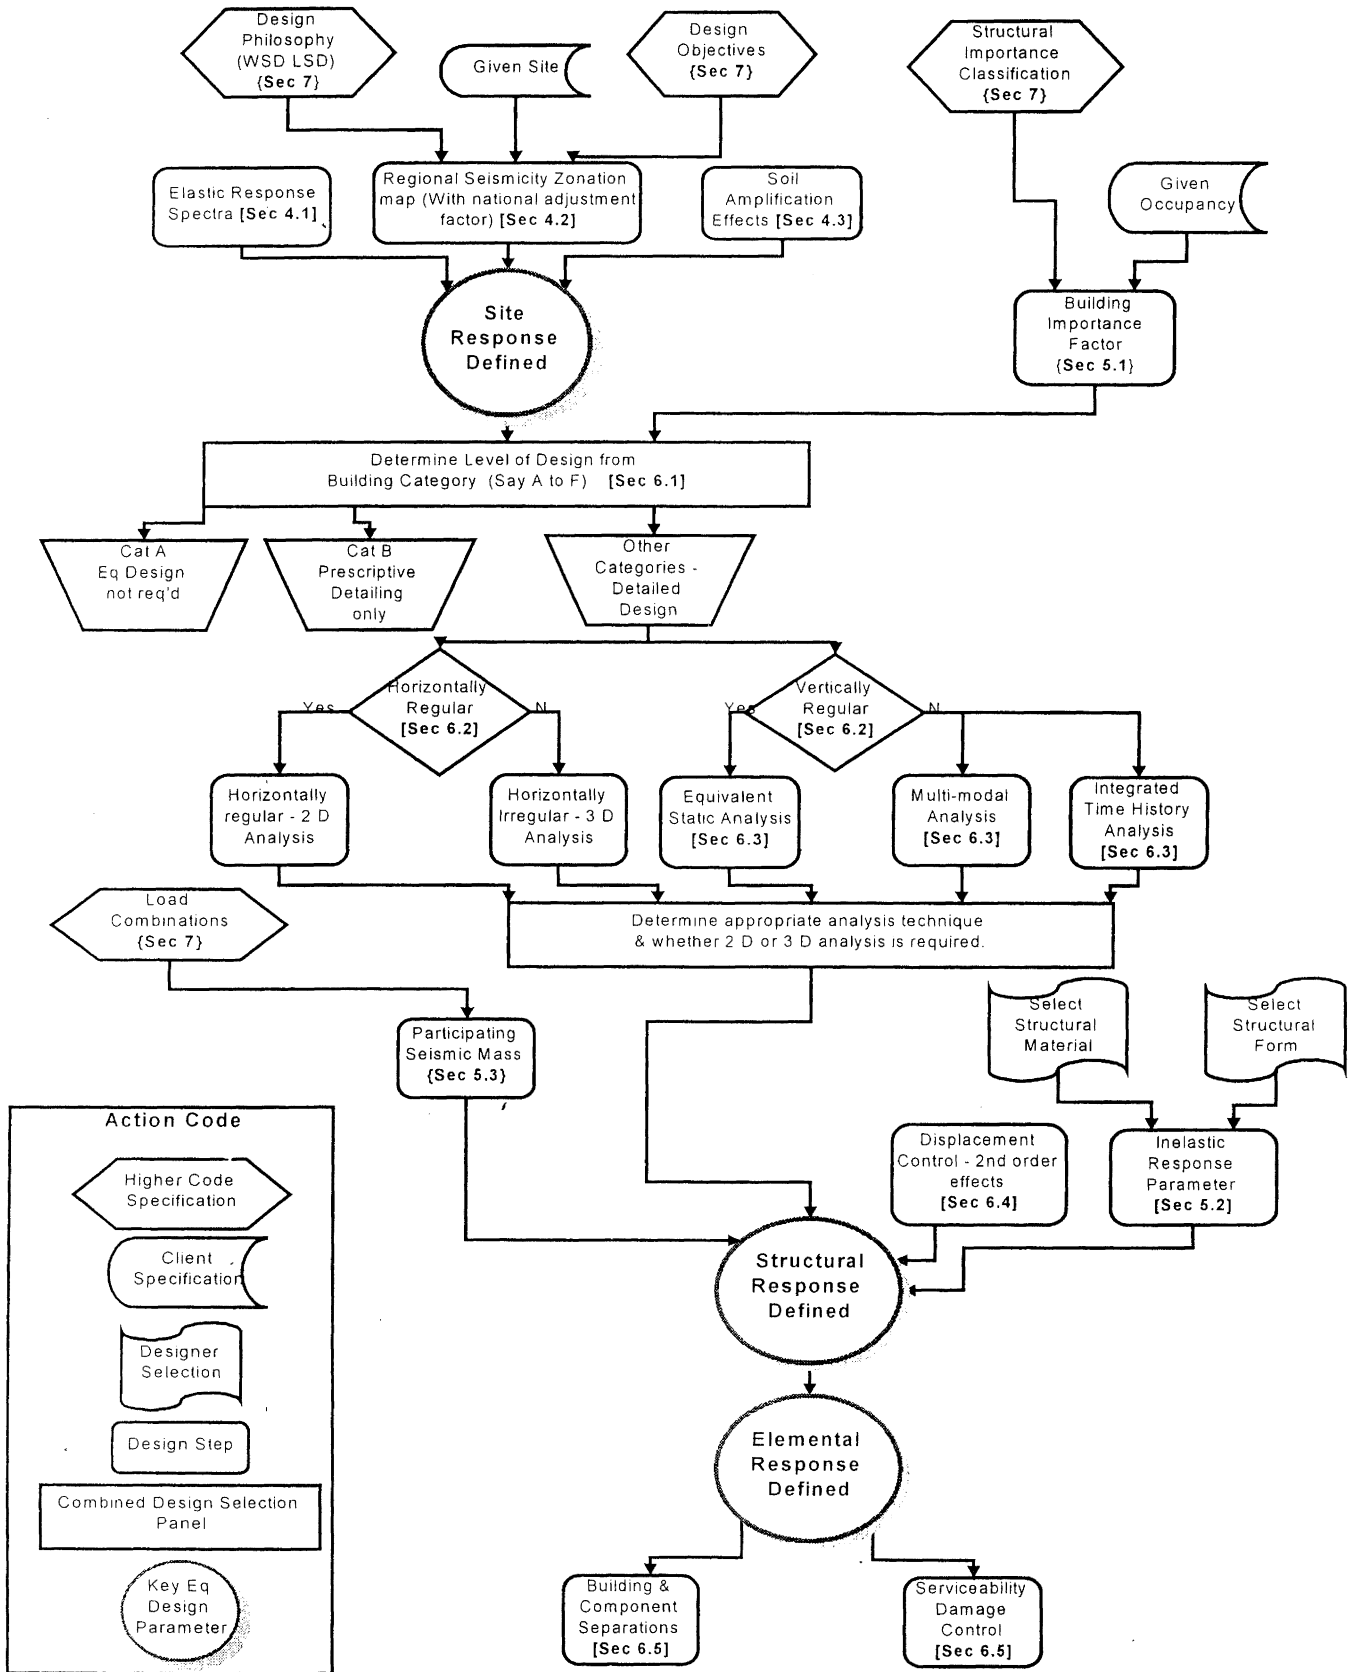 Design
Philosophy
(WSD LSD)
{Sec 7}
Given Site
Design
Objectives
{Sec 7}
Structural
Importance
Classification
{Sec 7}
Elastic Response
Spectra [Sec 4.1]
Regional Seismicity Zonation
map (With national adjustment
factor) [Sec 4.2]
Soil
Amplification
Effects [Sec 4.3]
Given
Occupancy
Site
Response
Defined
Building
Importance
Factor
{Sec 5.1}
Determine Level of Design from
Building Category (Say A to F) [Sec 6.1]
Cat A
Eq Design
not req'd
Cat B
Prescriptive
Detailing
only
Other
Categories -
Detailed
Design
Yes
Horizontally
Regular
[Sec 6.2]
N
Yes
Vertically
Regular
[Sec 6.2]
N
Horizontally
regular - 2 D
Analysis
Horizontally
Irregular - 3 D
Analysis
Equivalent
Static Analysis
[Sec 6.3]
Multi-modal
Analysis
[Sec 6.3]
Integrated
Time History
Analysis
[Sec 6.3]
Load
Combinations
{Sec 7}
Determine appropriate analysis technique
& whether 2 D or 3 D analysis is required.
Select
Structural
Material
Select
Structural
Form
Participating
Seismic Mass
{Sec 5.3}
Displacement
Control - 2nd order
effects
[Sec 6.4]
Inelastic
Response
Parameter
[Sec 5.2]
Structural
Response
Defined
Elemental
Response
Defined
Building &
Component
Separations
[Sec 6.5]
Serviceability
Damage
Control
[Sec 6.5]
Action Code
Higher Code
Specification
Client
Specification
Designer
Selection
Design Step
Combined Design Selection
Panel
Key Eq
Design
Parameter